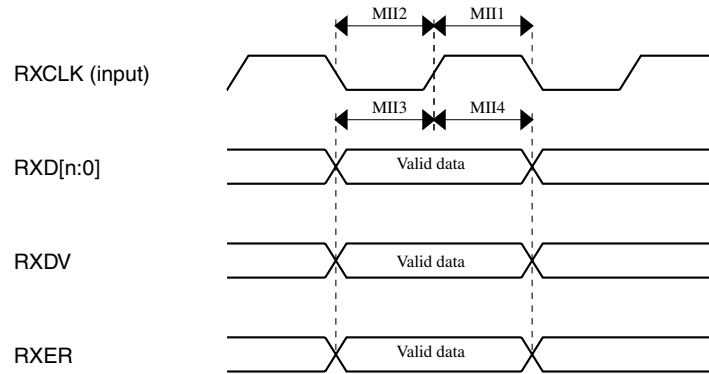 MII2 MII1
RXCLK (input)
MII3 MII4
RXD[n:0] Valid data
RXDV Valid data
RXER Valid data